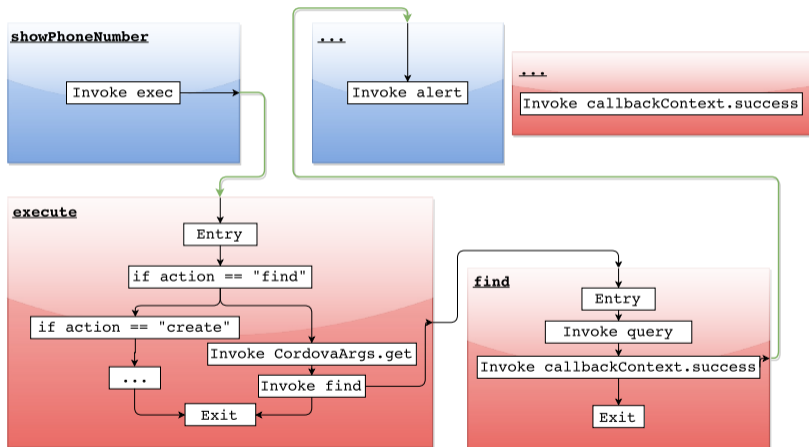 showPhoneNumber
Invoke exec
...
Invoke alert
...
Invoke callbackContext.success
execute
Entry
if action == "find"
if action == "create"
Invoke CordovaArgs.get
...
Invoke find
Exit
find
Entry
Invoke query
Invoke callbackContext.success
Exit